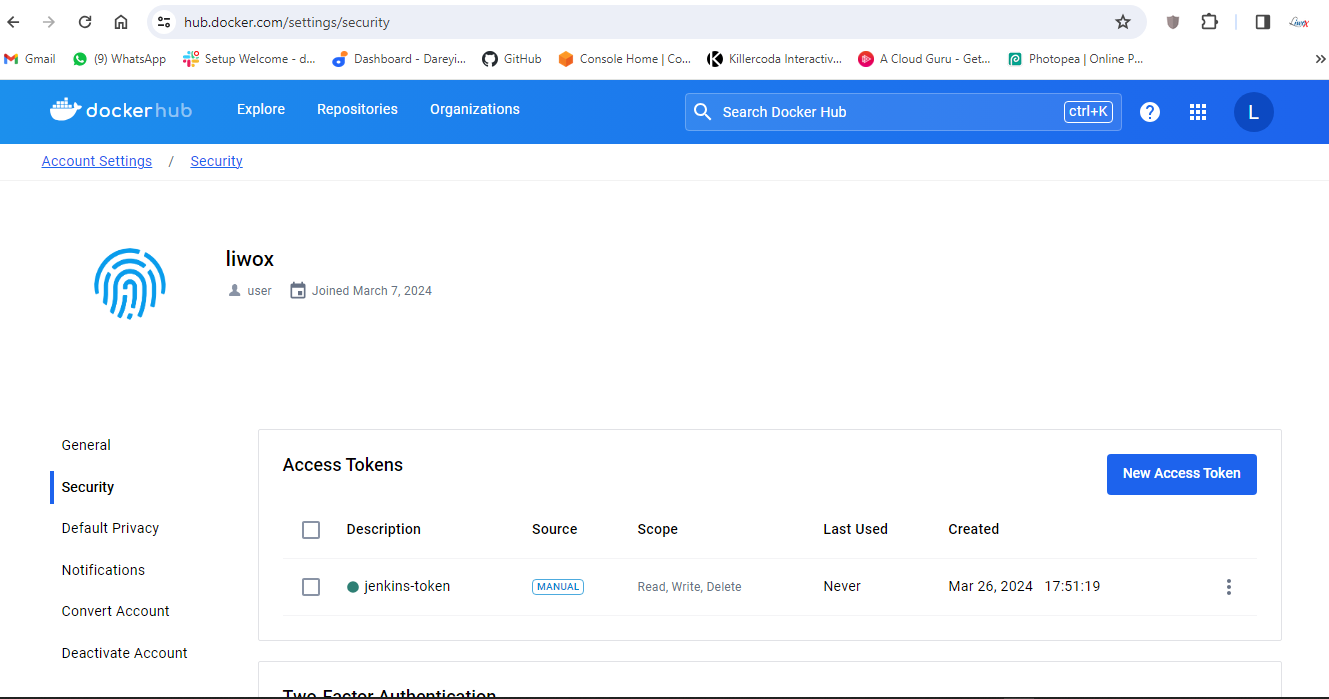 hub.docker.com/settings/security
Gmail (9) WhatsApp Setup Welcome - d... Dashboard - Dareyi... GitHub Console Home | Co... Killercoda Interactiv... A Cloud Guru - Get... Photopea | Online P... »
dockerhub Explore Repositories Organizations Search Docker Hub ctrl+K ? L
Account Settings / Security
liwox
user Joined March 7, 2024
General
Security
Default Privacy
Notifications
Convert Account
Deactivate Account
Access Tokens
New Access Token
Description Source Scope Last Used Created
jenkins-token MANUAL Read, Write, Delete Never Mar 26, 2024 17:51:19
Two-Factor Authentication